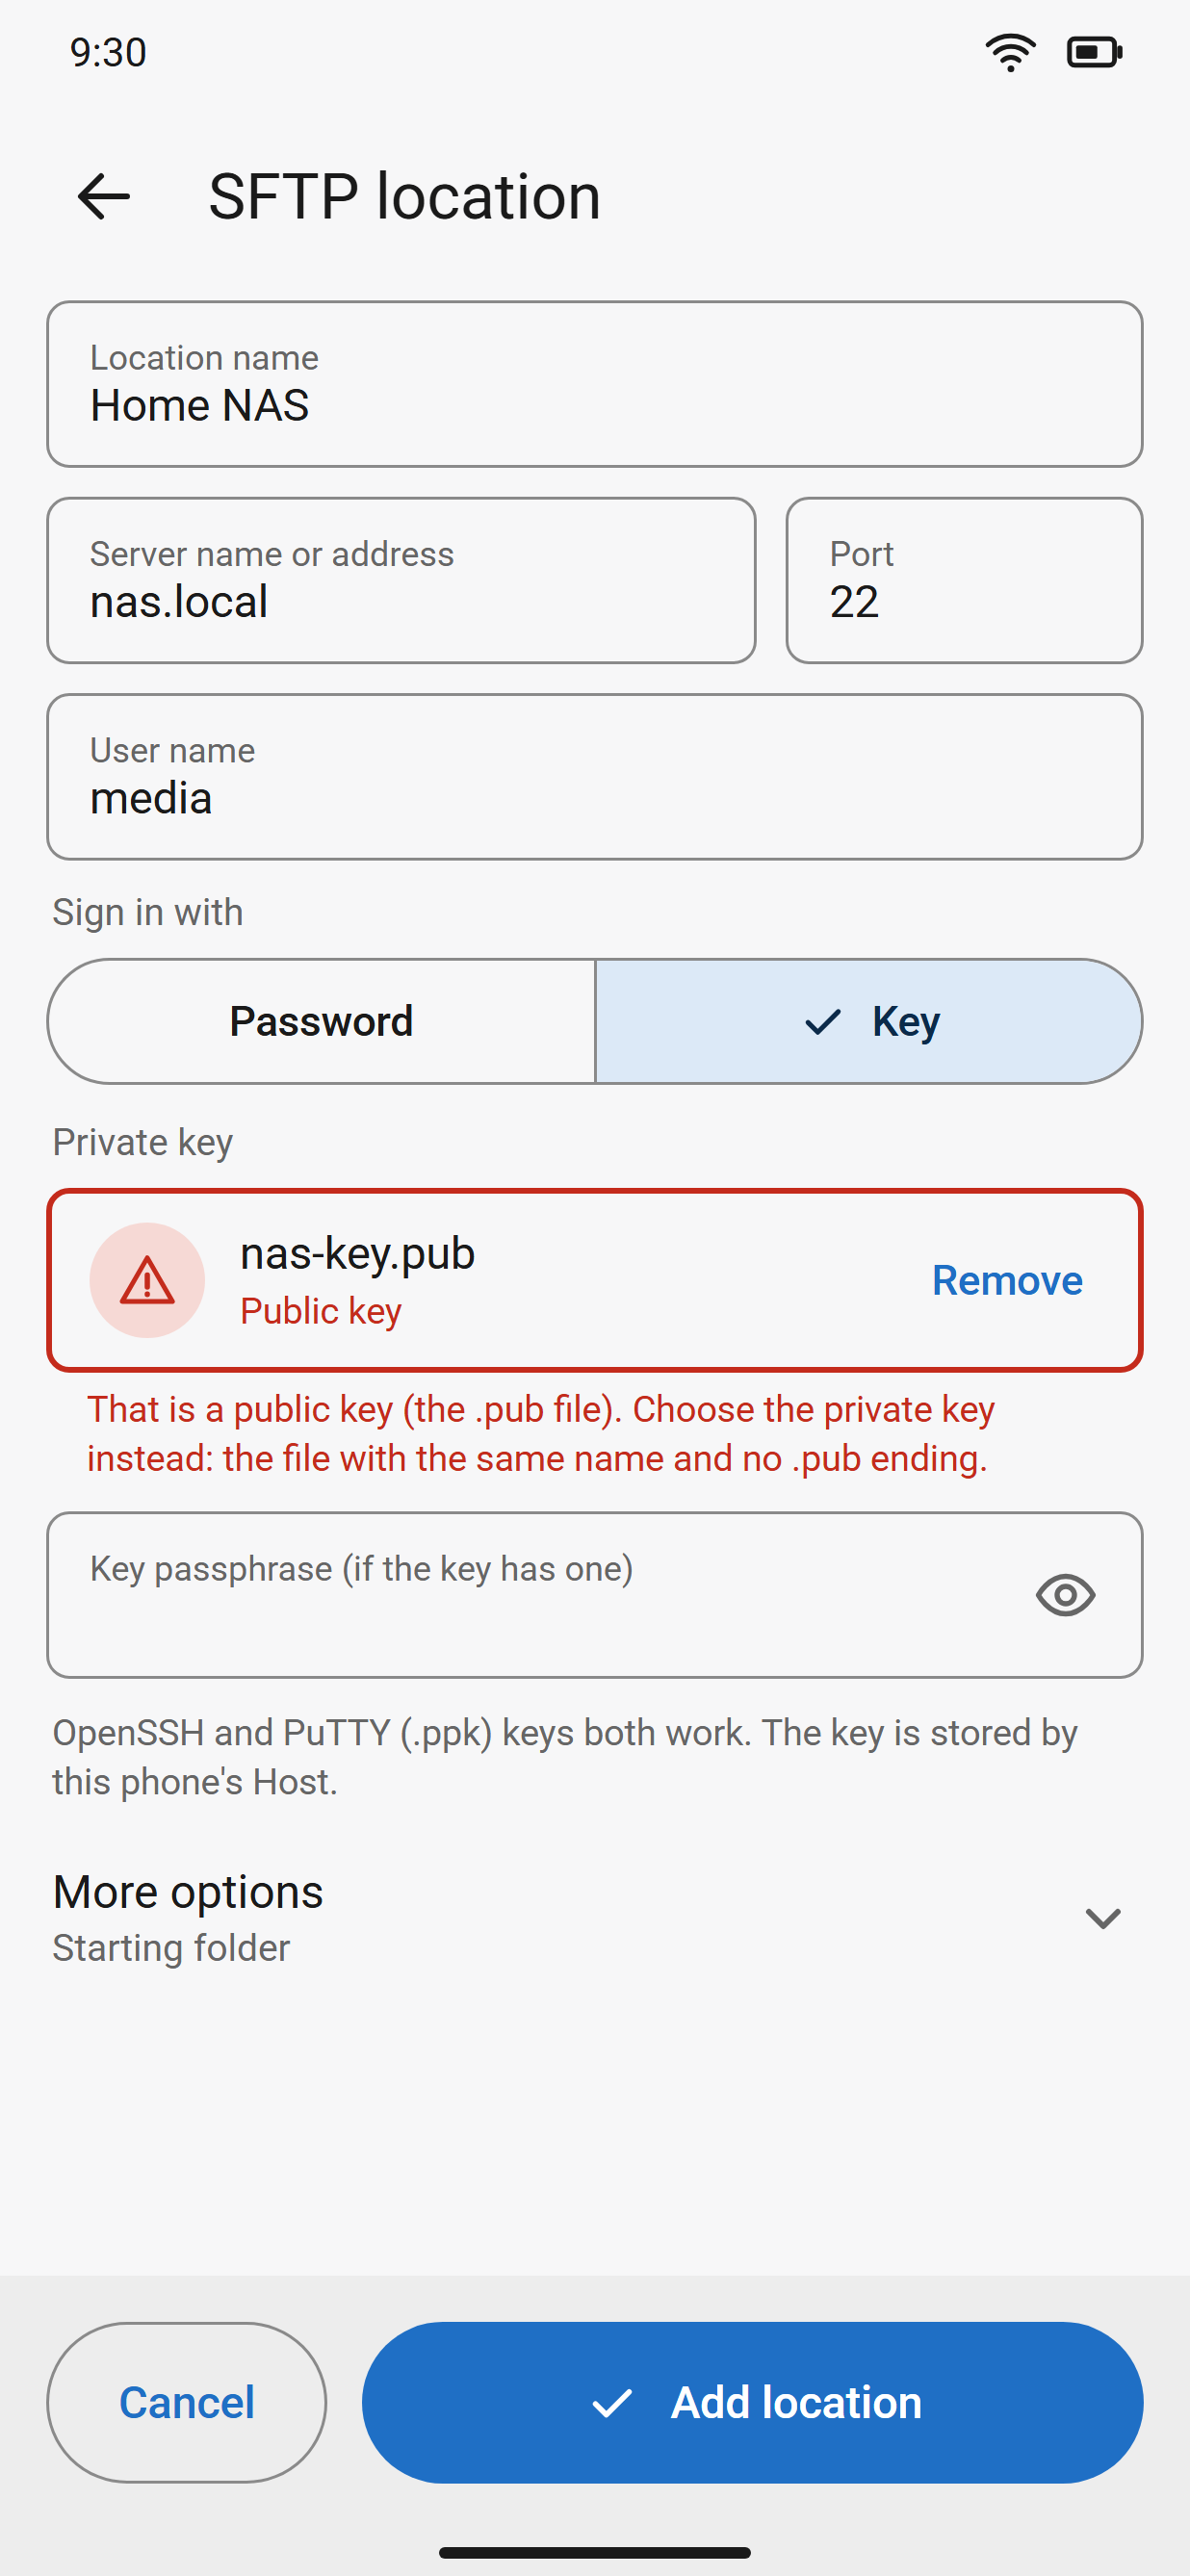 9:30
SFTP location
Location name
Home NAS
Server name or address
nas.local
Port
22
User name
media
Sign in with
Password
Key
Private key
nas-key.pub
Public key
Remove
That is a public key (the .pub file). Choose the private key
instead: the file with the same name and no .pub ending.
Key passphrase (if the key has one)
OpenSSH and PuTTY (.ppk) keys both work. The key is stored by
this phone's Host.
More options
Starting folder
Cancel
Add location